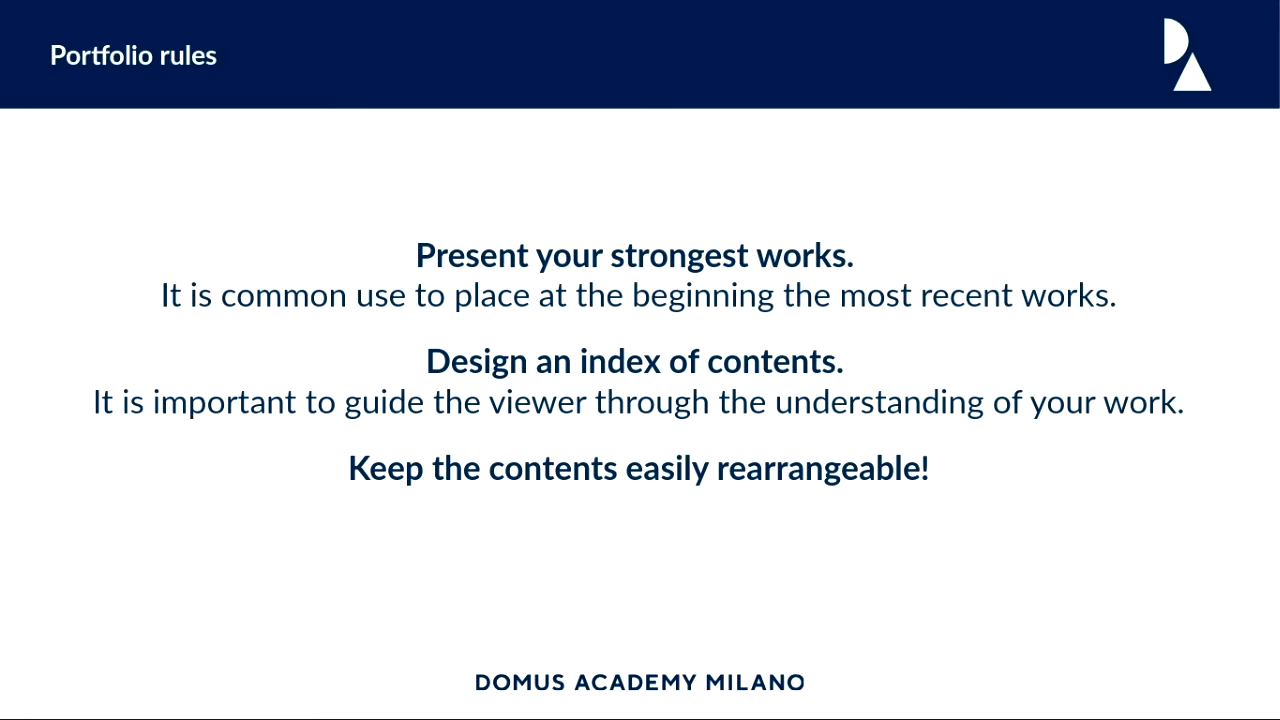 Portfolio rules
Present your strongest works.
It is common use to place at the beginning the most recent works.
Design an index of contents.
It is important to guide the viewer through the understanding of your work.
Keep the contents easily rearrangeable!
DOMUS ACADEMY MILANO